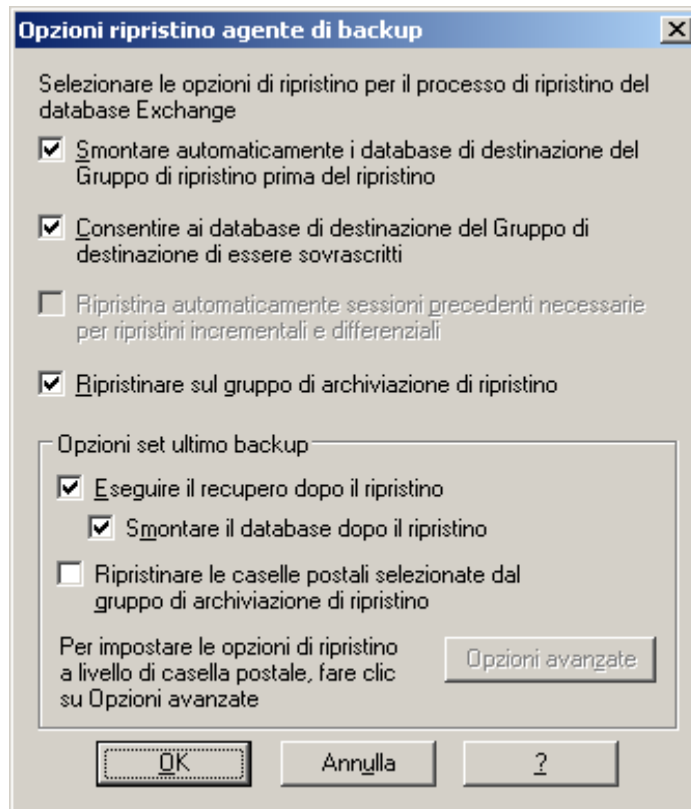 Opzioni ripristino agente di backup
Selezionare le opzioni di ripristino per il processo di ripristino del
database Exchange
Smontare automaticamente i database di destinazione del
Gruppo di ripristino prima del ripristino
Consentire ai database di destinazione del Gruppo di
destinazione di essere sovrascritti
Ripristina automaticamente sessioni precedenti necessarie
per ripristini incrementali e differenziali
Ripristinare sul gruppo di archiviazione di ripristino
Opzioni set ultimo backup
Eseguire il recupero dopo il ripristino
Smontare il database dopo il ripristino
Ripristinare le caselle postali selezionate dal
gruppo di archiviazione di ripristino
Per impostare le opzioni di ripristino
a livello di casella postale, fare clic
su Opzioni avanzate
Opzioni avanzate
OK
Annulla
?